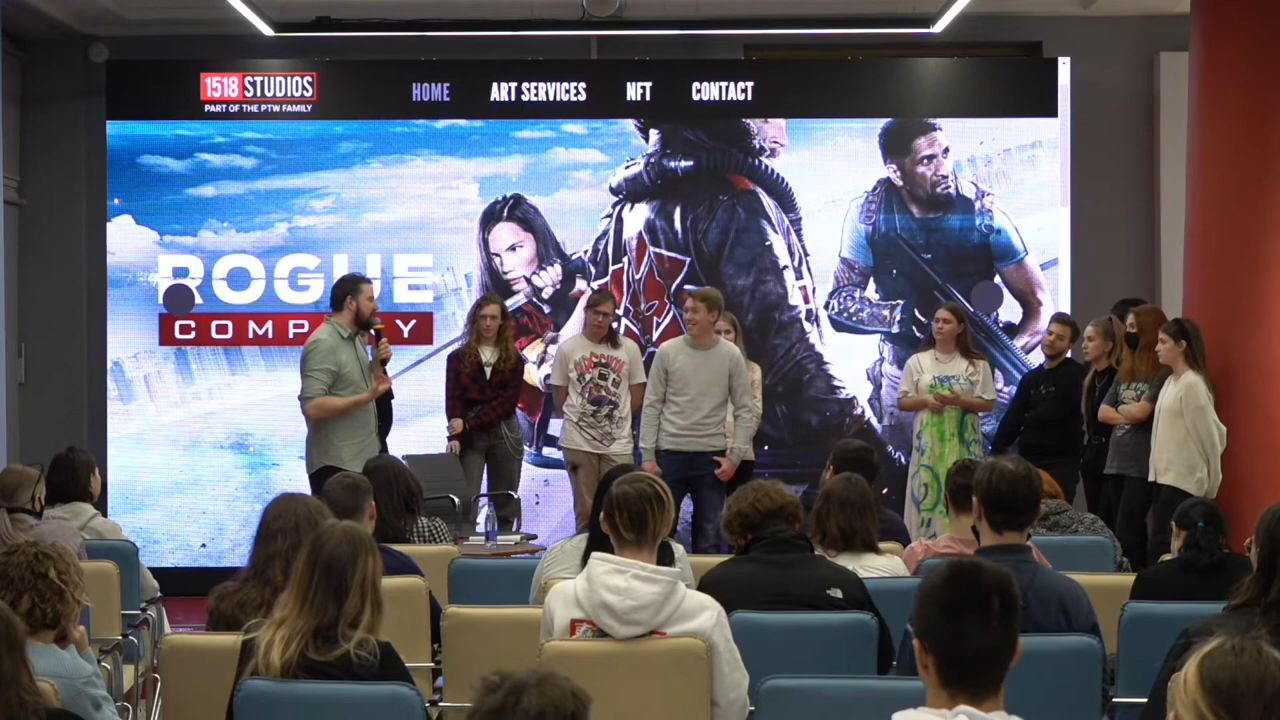 1518 STUDIOS
PART OF THE PTW FAMILY
HOME ART SERVICES NFT CONTACT
ROGUE
COMPANY